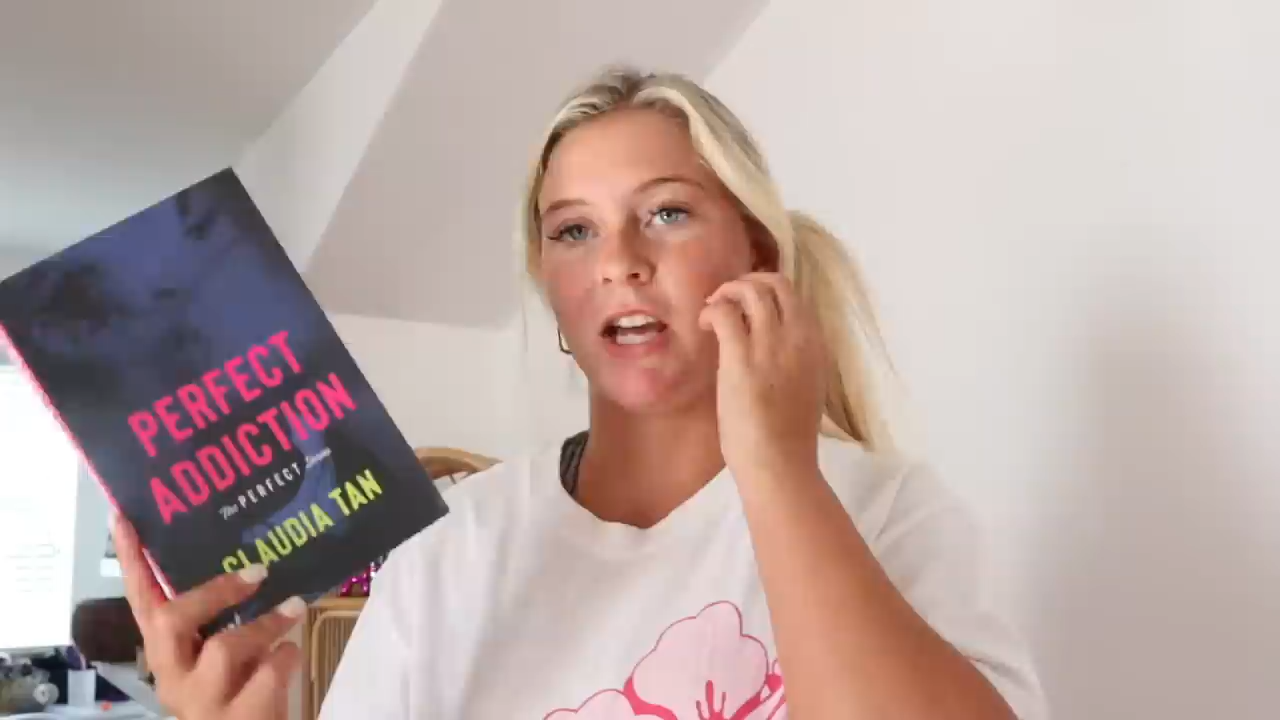 PERFECT
ADDICTION
The PERFECT Series
CLAUDIA TAN